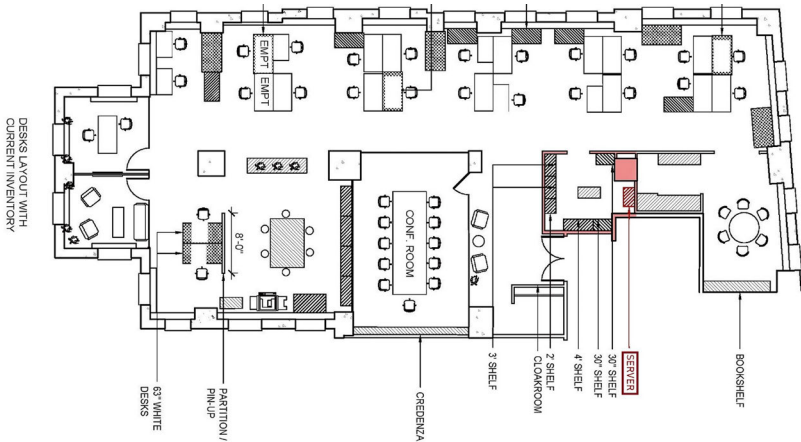 EMPT
EMPT
DESKS LAYOUT WITH
CURRENT INVENTORY
8'-0"
CONF. ROOM
63" WHITE
DESKS
PARTITION /
PIN-UP
CREDENZA
3' SHELF
CLOAKROOM
2' SHELF
4' SHELF
30" SHELF
30" SHELF
SERVER
BOOKSHELF